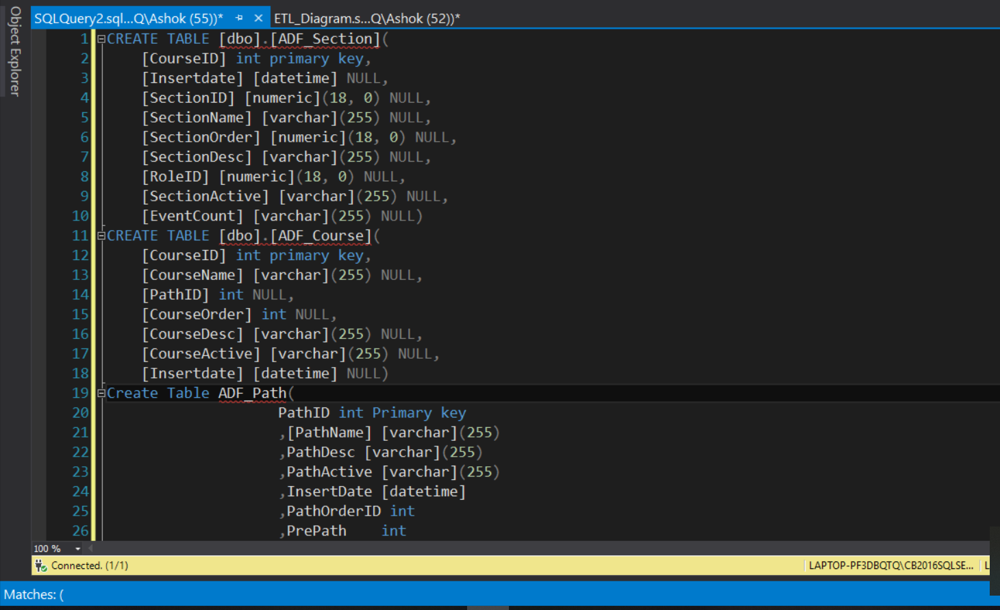 Object Explorer
SQLQuery2.sql...Q\Ashok (55))*
ETL_Diagram.s...Q\Ashok (52))*
1 CREATE TABLE [dbo].[ADF_Section](
2 [CourseID] int primary key,
3 [Insertdate] [datetime] NULL,
4 [SectionID] [numeric](18, 0) NULL,
5 [SectionName] [varchar](255) NULL,
6 [SectionOrder] [numeric](18, 0) NULL,
7 [SectionDesc] [varchar](255) NULL,
8 [RoleID] [numeric](18, 0) NULL,
9 [SectionActive] [varchar](255) NULL,
10 [EventCount] [varchar](255) NULL)
11 CREATE TABLE [dbo].[ADF_Course](
12 [CourseID] int primary key,
13 [CourseName] [varchar](255) NULL,
14 [PathID] int NULL,
15 [CourseOrder] int NULL,
16 [CourseDesc] [varchar](255) NULL,
17 [CourseActive] [varchar](255) NULL,
18 [Insertdate] [datetime] NULL)
19 Create Table ADF_Path(
20 PathID int Primary key
21 ,[PathName] [varchar](255)
22 ,PathDesc [varchar](255)
23 ,PathActive [varchar](255)
24 ,InsertDate [datetime]
25 ,PathOrderID int
26 ,PrePath int
100 %
Connected. (1/1)
LAPTOP-PF3DBQTQ\CB2016SQLSE...
L
Matches: (